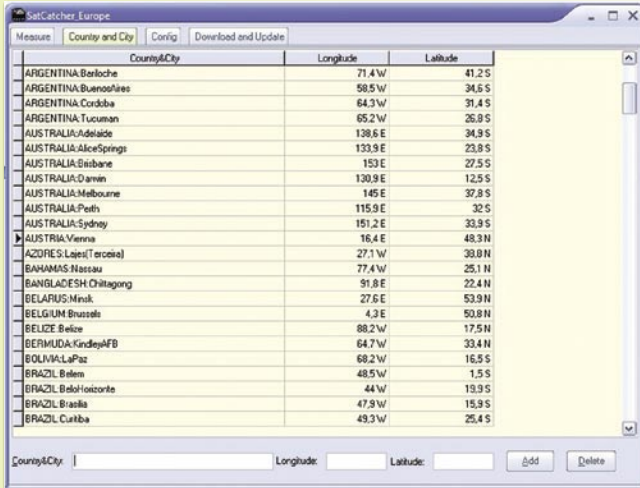 SatCatcher_Europe
Measure Country and City Config Download and Update
Country&City Longitude Latitude
ARGENTINA:Bariloche 71,4 W 41,2 S
ARGENTINA:BuenosAires 58,5 W 34,6 S
ARGENTINA:Cordoba 64,3 W 31,4 S
ARGENTINA:Tucuman 65,2 W 26,8 S
AUSTRALIA:Adelaide 138,6 E 34,9 S
AUSTRALIA:AliceSprings 133,9 E 23,8 S
AUSTRALIA:Brisbane 153 E 27,5 S
AUSTRALIA:Darwin 130,9 E 12,5 S
AUSTRALIA:Melbourne 145 E 37,8 S
AUSTRALIA:Perth 115,9 E 32 S
AUSTRALIA:Sydney 151,2 E 33,9 S
AUSTRIA:Vienna 16,4 E 48,3 N
AZORES:Lajes(Terceira) 27,1 W 38,8 N
BAHAMAS:Nassau 77,4 W 25,1 N
BANGLADESH:Chittagong 91,8 E 22,4 N
BELARUS:Minsk 27,6 E 53,9 N
BELGIUM:Brussels 4,3 E 50,8 N
BELIZE:Belize 88,2 W 17,5 N
BERMUDA:KindleyAFB 64,7 W 33,4 N
BOLIVIA:LaPaz 68,2 W 16,5 S
BRAZIL:Belem 48,5 W 1,5 S
BRAZIL:BeloHorizonte 44 W 19,9 S
BRAZIL:Brasilia 47,9 W 15,9 S
BRAZIL:Curitiba 49,3 W 25,4 S
Country&City: Longitude: Latitude: Add Delete